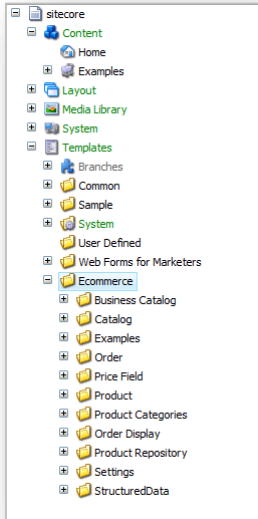 sitecore
Content
Home
Examples
Layout
Media Library
System
Templates
Branches
Common
Sample
System
User Defined
Web Forms for Marketers
Ecommerce
Business Catalog
Catalog
Examples
Order
Price Field
Product
Product Categories
Order Display
Product Repository
Settings
StructuredData